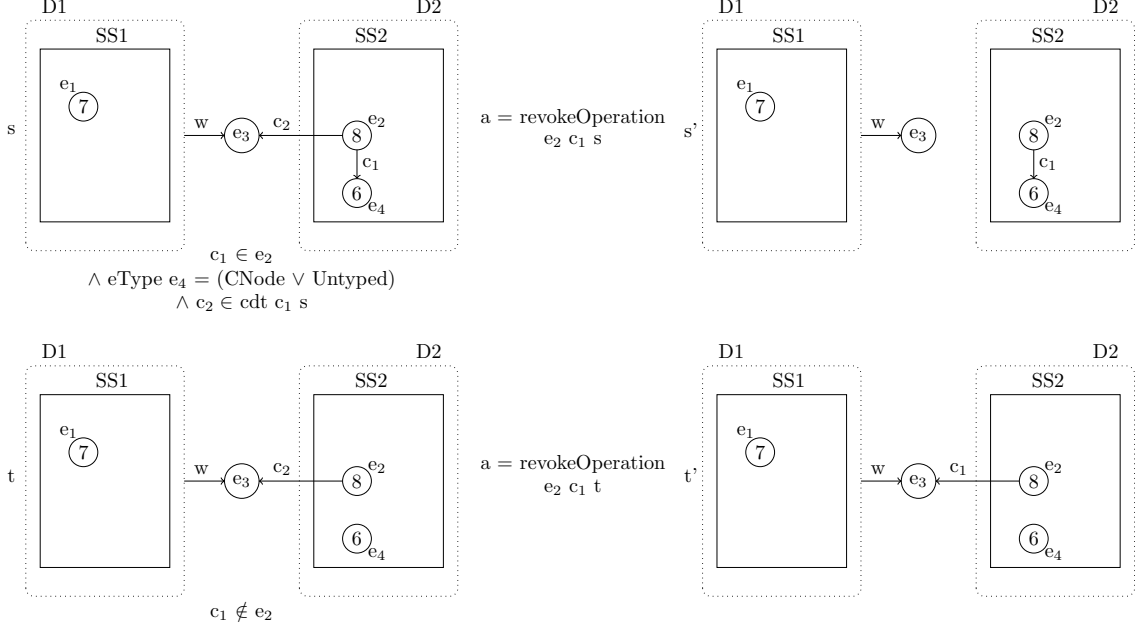 D1
D2
D1
D2
SS1
SS2
SS1
SS2
e₁
7
e₁
7
s
w
e₃
c₂
8
e₂
a = revokeOperation
e₂ c₁ s
s'
w
e₃
8
e₂
c₁
c₁
6
e₄
6
e₄
c₁ ∈ e₂
∧ eType e₄ = (CNode ∨ Untyped)
∧ c₂ ∈ cdt c₁ s
D1
D2
D1
D2
SS1
SS2
SS1
SS2
e₁
7
e₁
7
t
w
e₃
c₂
8
e₂
a = revokeOperation
e₂ c₁ t
t'
w
e₃
c₁
8
e₂
6
e₄
6
e₄
c₁ ∉ e₂